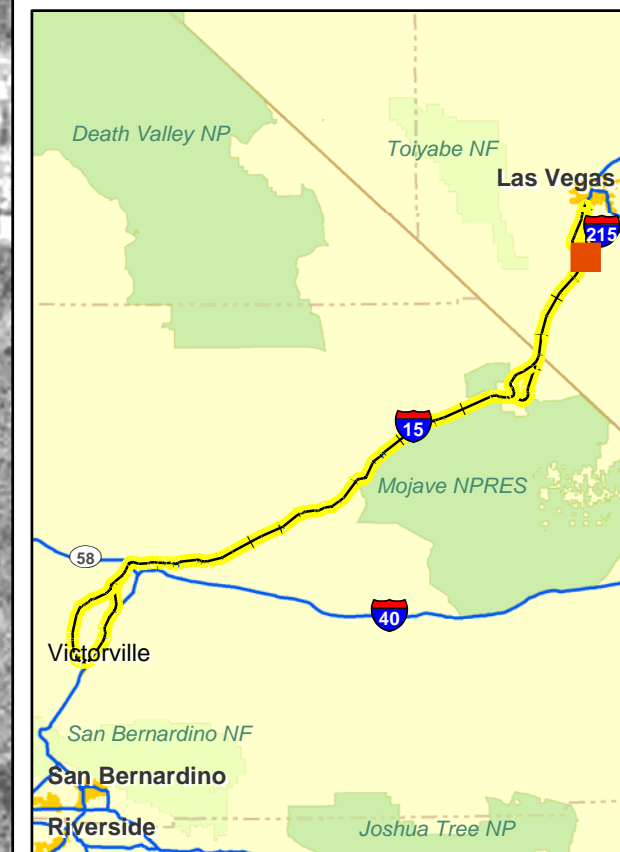 Death Valley NP
Toiyabe NF
Las Vegas
215
15
Mojave NPRES
58
40
Victorville
San Bernardino NF
San Bernardino
Riverside
Joshua Tree NP